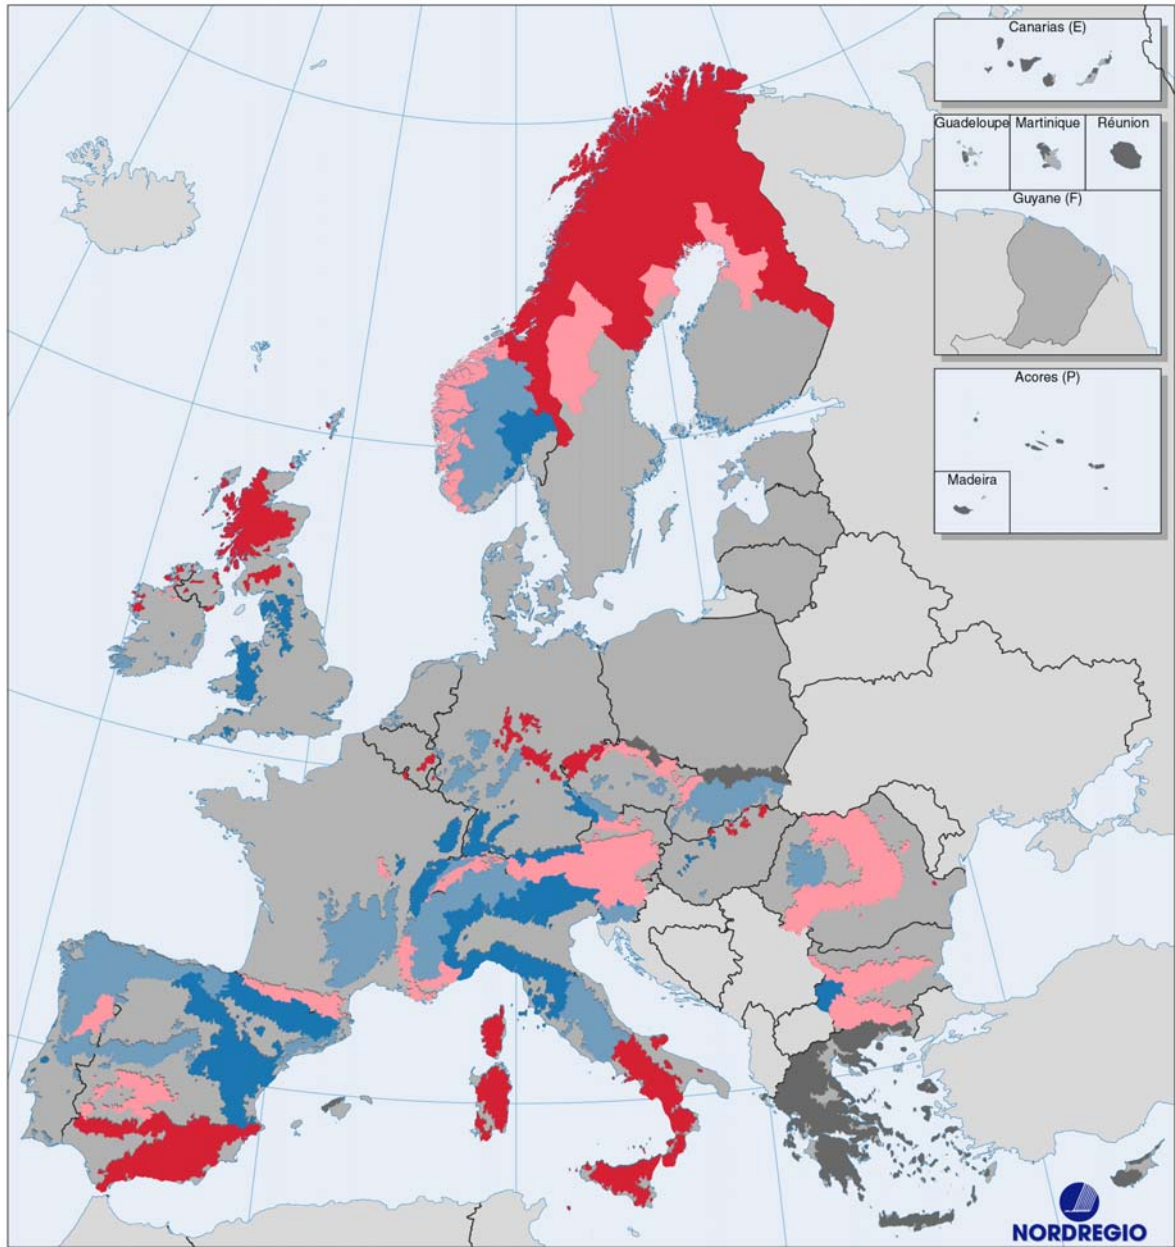 Canarias (E)
Guadeloupe
Martinique
Réunion
Guyane (F)
Acores (P)
Madeira
NORDREGIO